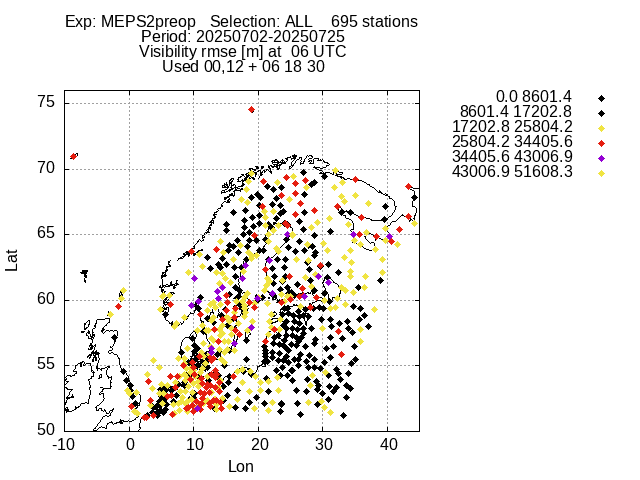 Exp: MEPS2preop Selection: ALL 695 stations
Period: 20250702-20250725
Visibility rmse [m] at 06 UTC
Used 00,12 + 06 18 30
0.0 8601.4
8601.4 17202.8
17202.8 25804.2
25804.2 34405.6
34405.6 43006.9
43006.9 51608.3
75
70
65
60
55
50
Lat
-10 0 10 20 30 40
Lon